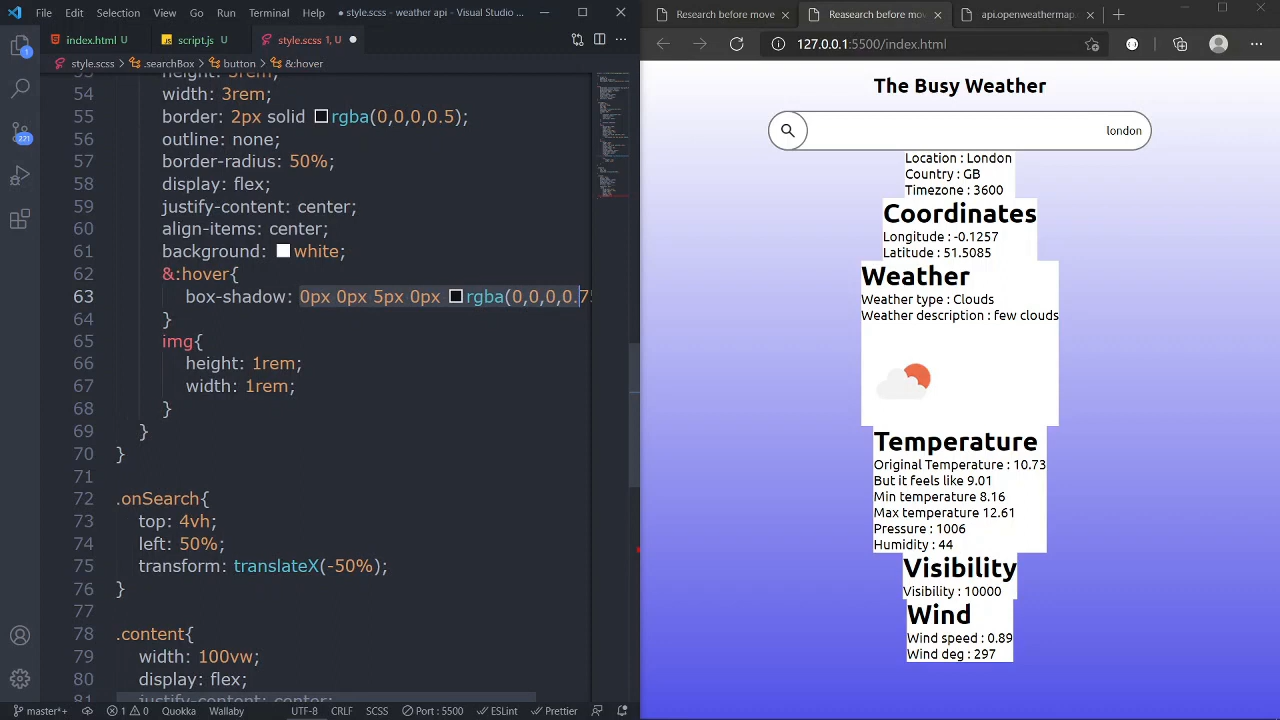 File Edit Selection View Go Run Terminal Help ● style.scss - weather api - Visual Studio ...
index.html U script.js U style.scss 1, U ●
style.scss > .searchBox > button > &:hover
54 width: 3rem;
55 border: 2px solid rgba(0,0,0,0.5);
56 outline: none;
57 border-radius: 50%;
58 display: flex;
59 justify-content: center;
60 align-items: center;
61 background: white;
62 &:hover{
63 box-shadow: 0px 0px 5px 0px rgba(0,0,0,0.75
64 }
65 img{
66 height: 1rem;
67 width: 1rem;
68 }
69 }
70 }
71
72 .onSearch{
73 top: 4vh;
74 left: 50%;
75 transform: translateX(-50%);
76 }
77
78 .content{
79 width: 100vw;
80 display: flex;
81 justify-content: center;
1
221
master*+ 1 0 Quokka Wallaby UTF-8 CRLF SCSS Port : 5500 ESLint Prettier
Research before move Reasearch before mov api.openweathermap.
127.0.0.1:5500/index.html
The Busy Weather
london
Location : London
Country : GB
Timezone : 3600
Coordinates
Longitude : -0.1257
Latitude : 51.5085
Weather
Weather type : Clouds
Weather description : few clouds
Temperature
Original Temperature : 10.73
But it feels like 9.01
Min temperature 8.16
Max temperature 12.61
Pressure : 1006
Humidity : 44
Visibility
Visibility : 10000
Wind
Wind speed : 0.89
Wind deg : 297